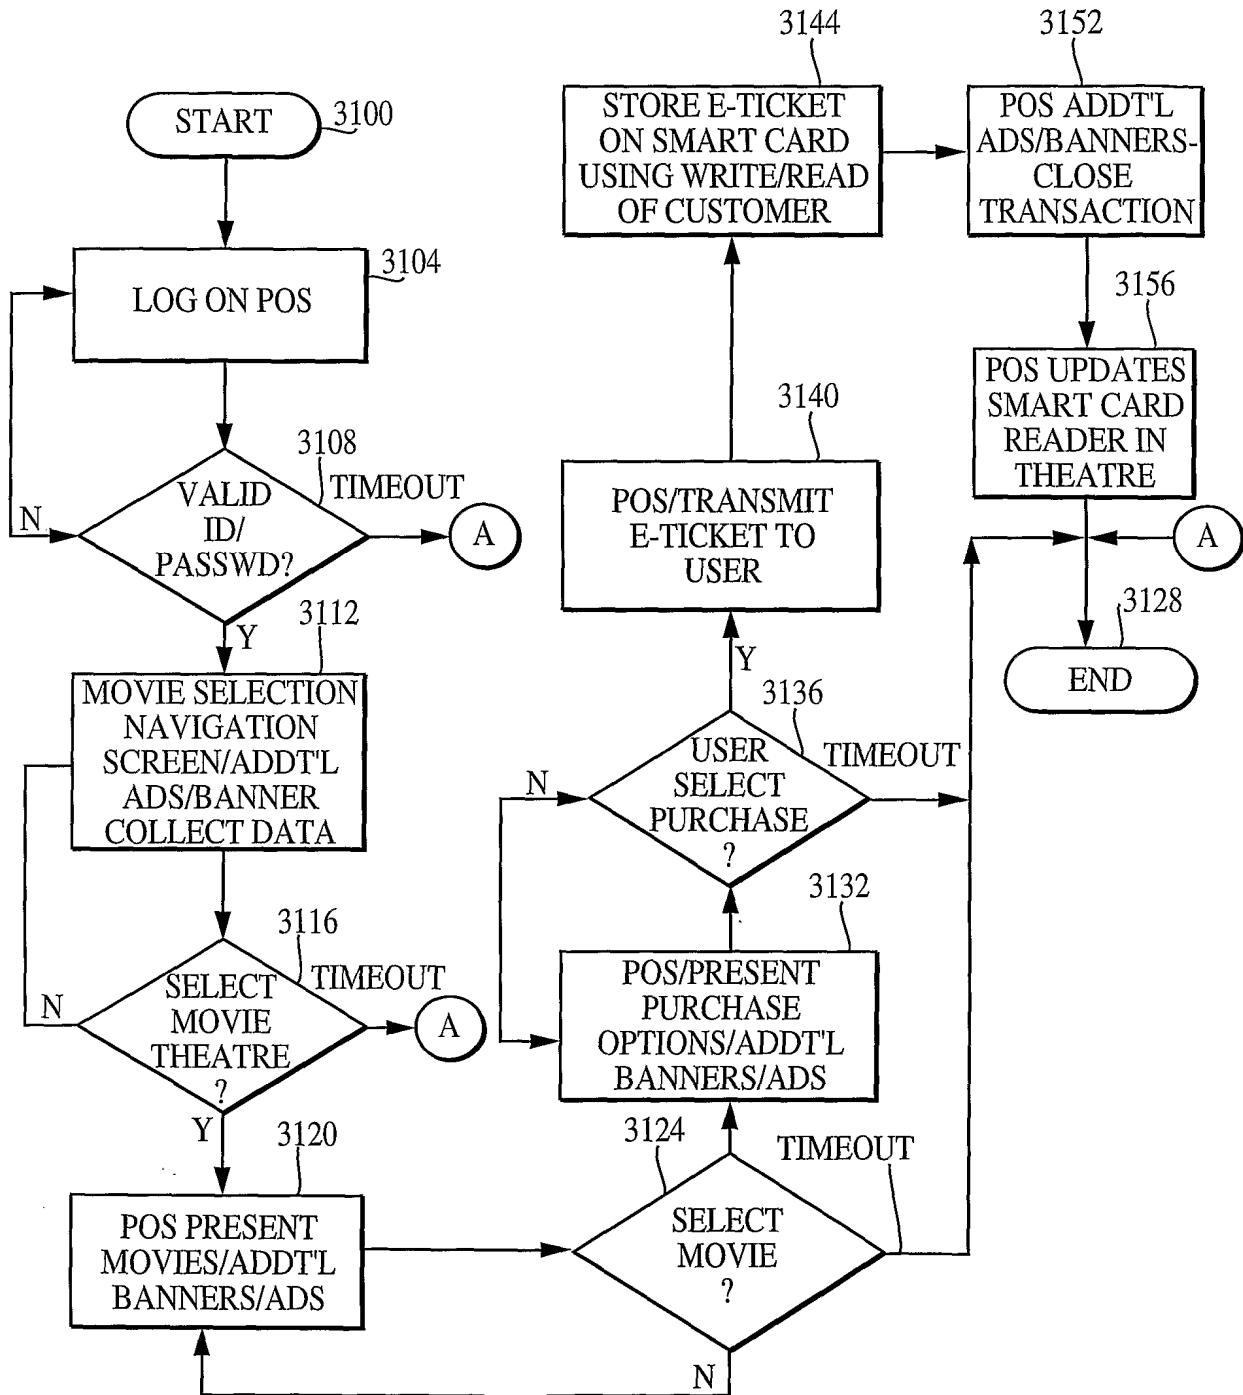 START
3100
3104
LOG ON POS
3108
VALID
ID/
PASSWD?
N
TIMEOUT
A
Y
3112
MOVIE SELECTION
NAVIGATION
SCREEN/ADDT'L
ADS/BANNER
COLLECT DATA
3116
SELECT
MOVIE
THEATRE
?
N
TIMEOUT
A
Y
3120
POS PRESENT
MOVIES/ADDT'L
BANNERS/ADS
3124
SELECT
MOVIE
?
TIMEOUT
N
3132
POS/PRESENT
PURCHASE
OPTIONS/ADDT'L
BANNERS/ADS
3136
USER
SELECT
PURCHASE
?
N
TIMEOUT
Y
3140
POS/TRANSMIT
E-TICKET TO
USER
3144
STORE E-TICKET
ON SMART CARD
USING WRITE/READ
OF CUSTOMER
3152
POS ADDT'L
ADS/BANNERS-
CLOSE
TRANSACTION
3156
POS UPDATES
SMART CARD
READER IN
THEATRE
A
3128
END